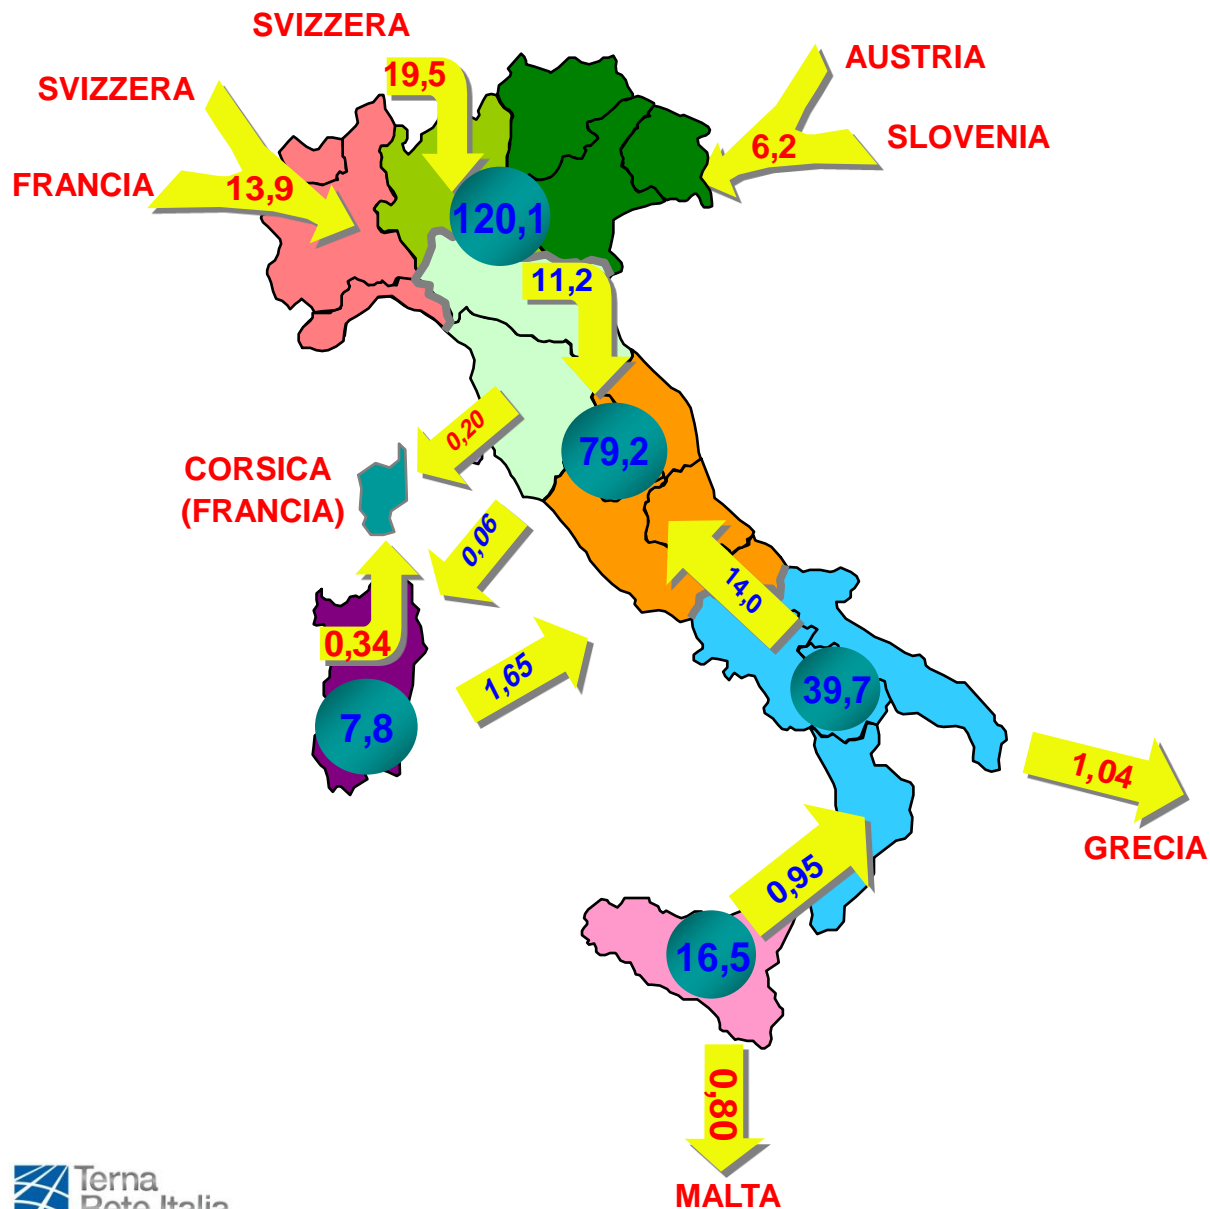 SVIZZERA
19,5
SVIZZERA
AUSTRIA
SLOVENIA
6,2
FRANCIA
13,9
120,1
11,2
0,20
79,2
CORSICA
(FRANCIA)
0,06
14,0
0,34
1,65
7,8
39,7
1,04
GRECIA
0,95
16,5
0,80
MALTA
Terna
Rete Italia